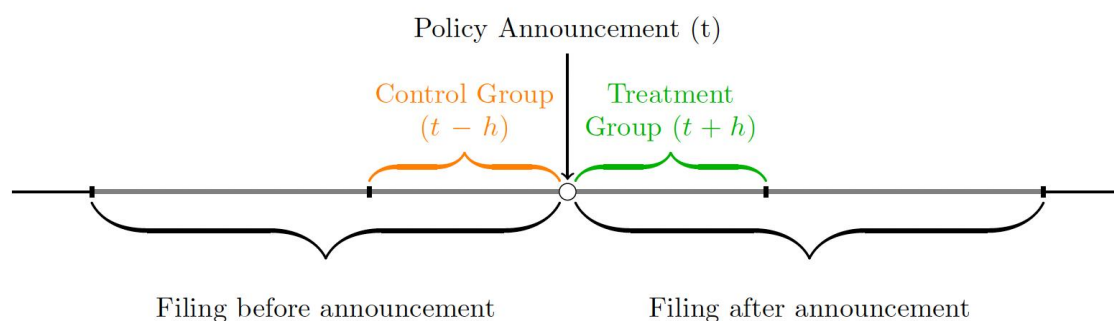 Policy Announcement (t)
Control Group
(t − h)
Treatment
Group (t + h)
Filing before announcement
Filing after announcement